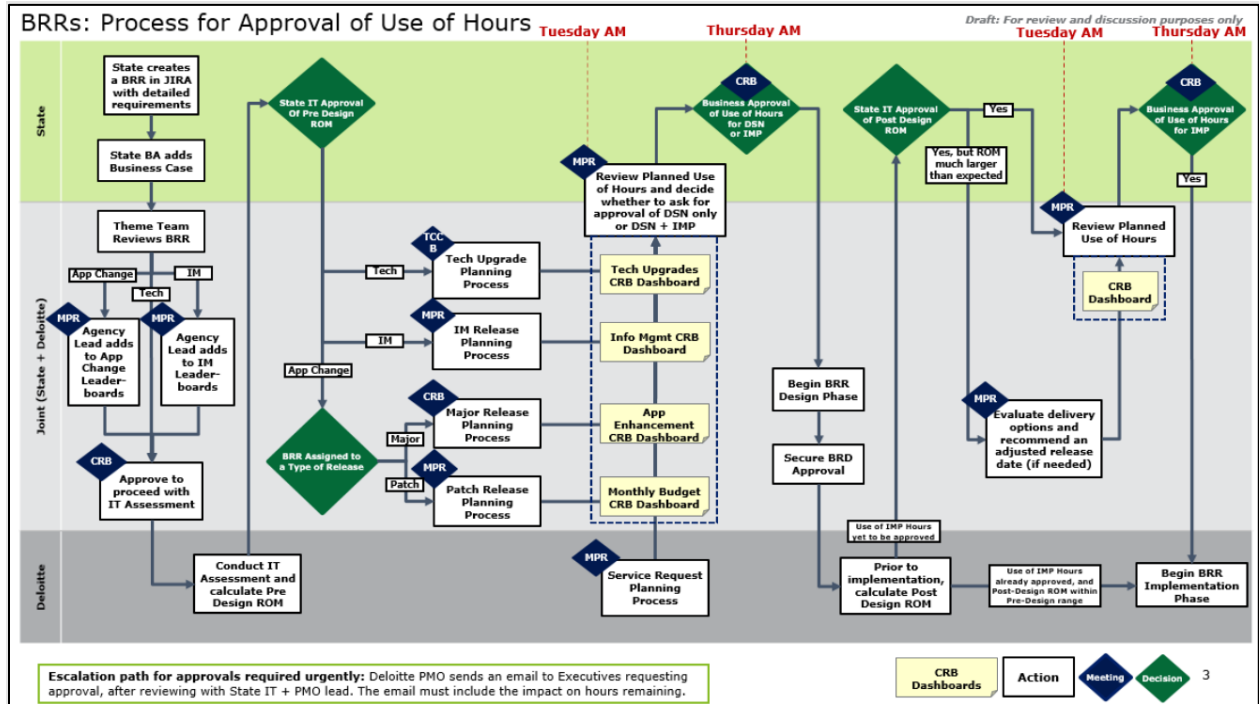 BRRs: Process for Approval of Use of Hours
Draft: For review and discussion purposes only
Tuesday AM
Thursday AM
Tuesday AM
Thursday AM
State
State creates
a BRR in JIRA
with detailed
requirements
State BA adds
Business Case
State IT Approval
Of Pre Design
ROM
MPR
Review Planned Use
of Hours and decide
whether to ask for
approval of DSN only
or DSN + IMP
CRB
Business Approval
of Use of Hours
for DSN
or IMP
State IT Approval
of Post Design
ROM
Yes
Yes, but ROM
much larger
than expected
CRB
Business Approval
of Use of Hours
for IMP
Yes
Joint (State + Deloitte)
Theme Team
Reviews BRR
App Change
IM
Tech
MPR
Agency
Lead adds
to App
Change
Leader-
boards
MPR
Agency
Lead adds
to IM
Leader-
boards
CRB
Approve to
proceed with
IT Assessment
Tech
IM
App Change
BRR Assigned to
a Type of Release
Major
Patch
TCC
B
Tech Upgrade
Planning
Process
MPR
IM Release
Planning
Process
CRB
Major Release
Planning
Process
MPR
Patch Release
Planning
Process
Tech Upgrades
CRB Dashboard
Info Mgmt CRB
Dashboard
App
Enhancement
CRB Dashboard
Monthly Budget
CRB Dashboard
Begin BRR
Design Phase
Secure BRD
Approval
MPR
Review Planned
Use of Hours
CRB
Dashboard
MPR
Evaluate delivery
options and
recommend an
adjusted release
date (if needed)
Use of IMP Hours
yet to be approved
Deloitte
Conduct IT
Assessment and
calculate Pre
Design ROM
MPR
Service Request
Planning
Process
Prior to
implementation,
calculate Post
Design ROM
Use of IMP Hours
already approved, and
Post-Design ROM within
Pre-Design range
Begin BRR
Implementation
Phase
Escalation path for approvals required urgently: Deloitte PMO sends an email to Executives requesting
approval, after reviewing with State IT + PMO lead. The email must include the impact on hours remaining.
CRB
Dashboards
Action
Meeting
Decision
3